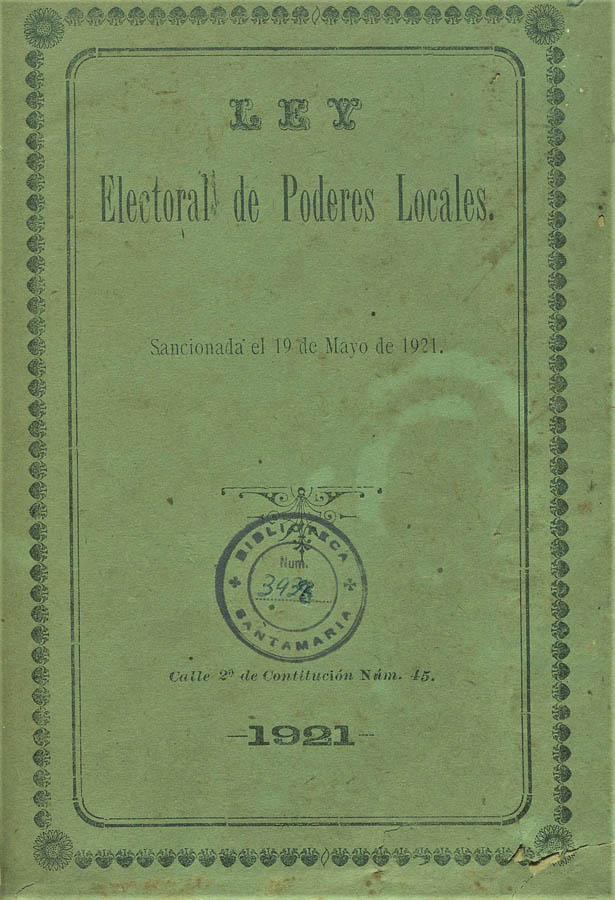 LEY
Electoral de Poderes Locales.
Sancionada el 19 de Mayo de 1921.
BIBLIOTECA
Num.
SANTAMARIA
Calle 2ª de Contitución Núm. 45.
—1921—